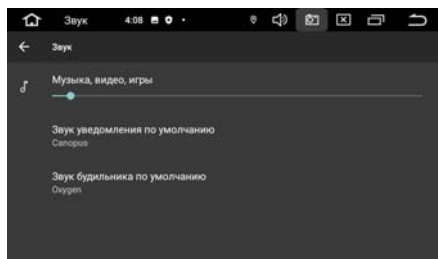 Звук 4:08
Звук
Музыка, видео, игры
Звук уведомления по умолчанию
Canopus
Звук будильника по умолчанию
Oxygen